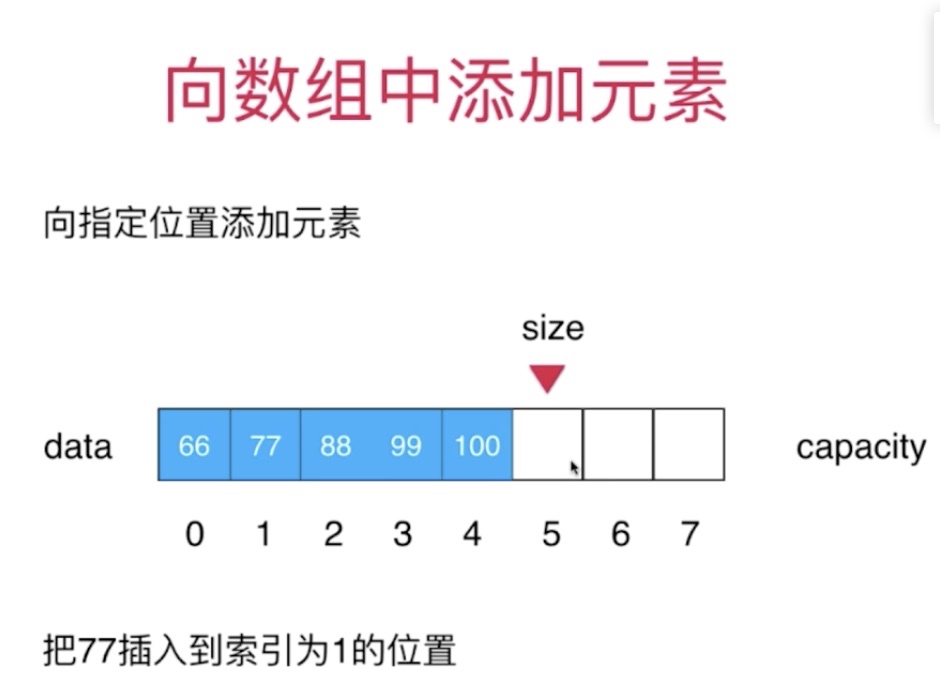 向数组中添加元素
向指定位置添加元素
size
data 66 77 88 99 100 capacity
0 1 2 3 4 5 6 7
把77插入到索引为1的位置